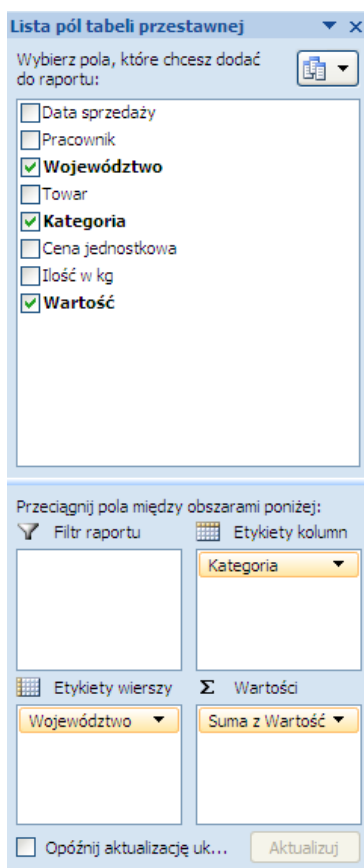 Lista pól tabeli przestawnej
Wybierz pola, które chcesz dodać
do raportu:
Data sprzedaży
Pracownik
Województwo
Towar
Kategoria
Cena jednostkowa
Ilość w kg
Wartość
Przeciągnij pola między obszarami poniżej:
Filtr raportu
Etykiety kolumn
Kategoria
Etykiety wierszy
Σ Wartości
Województwo
Suma z Wartość
Opóźnij aktualizację uk...
Aktualizuj